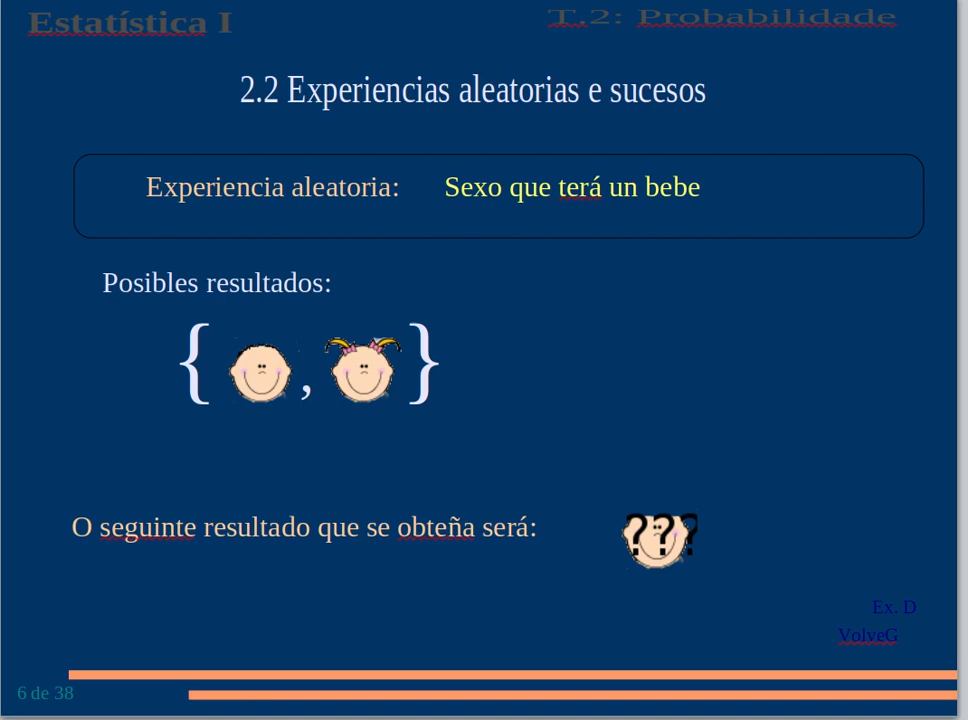 Estatística I
T.2: Probabilidade
2.2 Experiencias aleatorias e sucesos
Experiencia aleatoria: Sexo que terá un bebe
Posibles resultados:
{ , }
O seguinte resultado que se obteña será:
???
Ex. D
VolveG
6 de 38